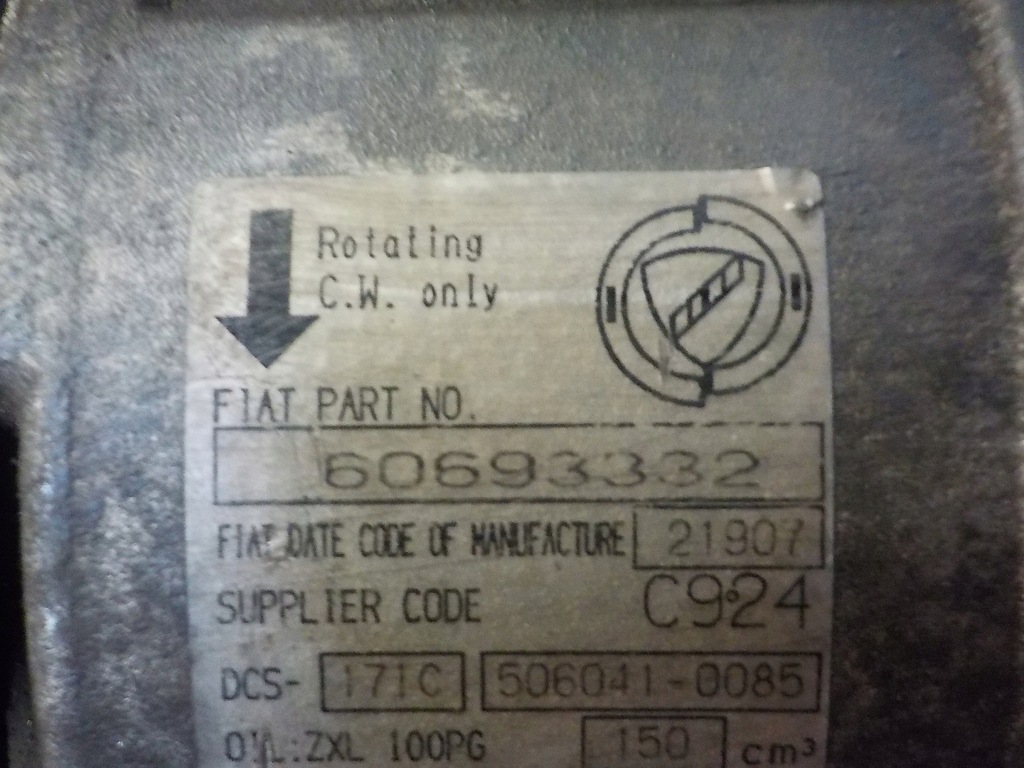 Rotating
C.W. only
FIAT PART NO.
60693332
FIAT DATE CODE OF MANUFACTURE 21907
SUPPLIER CODE C924
DCS- 171C 506041-0085
OIL:ZXL 100PG 150 cm³